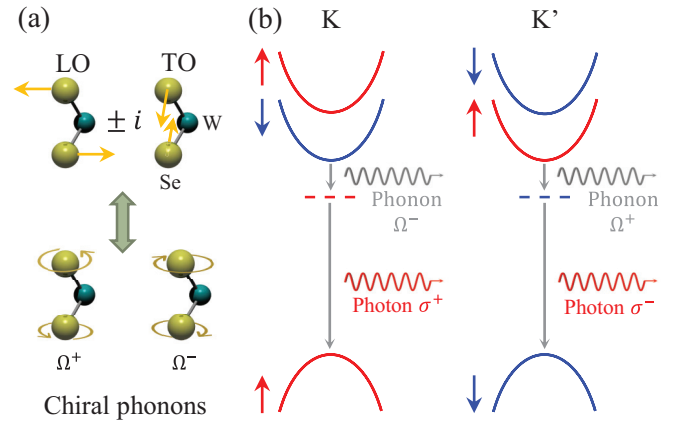 (a)
LO
TO
± i
W
Se
Ω⁺
Ω⁻
Chiral phonons
(b)
K
K’
Phonon
Ω⁻
Phonon
Ω⁺
Photon σ⁺
Photon σ⁻